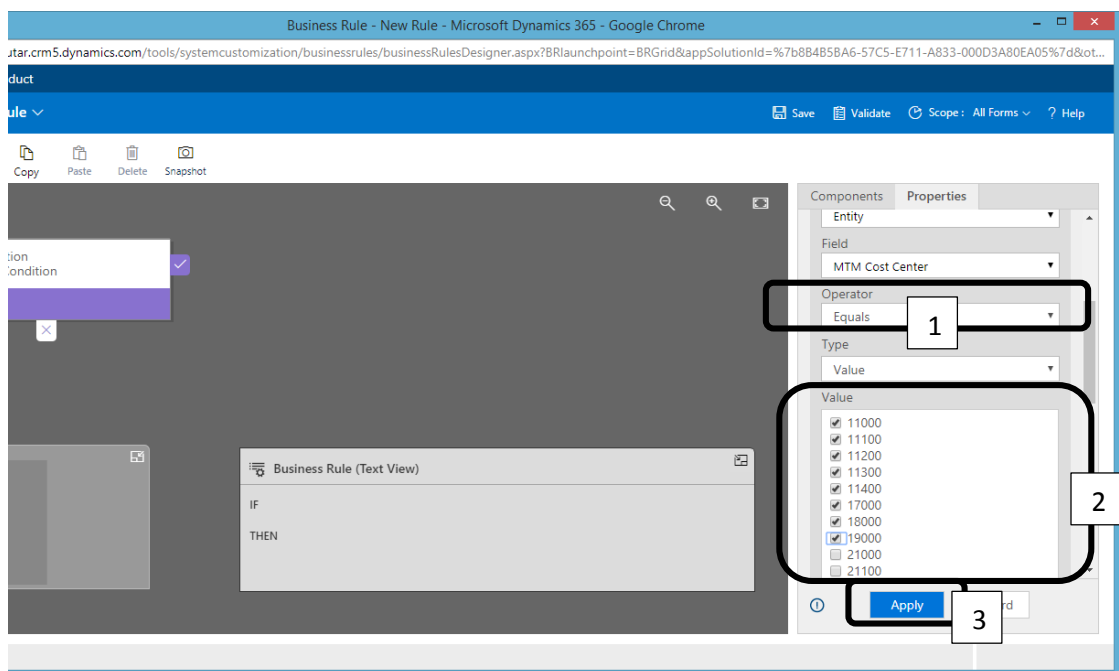 Business Rule - New Rule - Microsoft Dynamics 365 - Google Chrome
utar.crm5.dynamics.com/tools/systemcustomization/businessrules/businessRulesDesigner.aspx?BRlaunchpoint=BRGrid&appSolutionId=%7b8B4B5BA6-57C5-E711-A833-000D3A80EA05%7d&ot...
duct
ule
Save Validate Scope : All Forms ? Help
Copy Paste Delete Snapshot
Components Properties
Entity
Field
MTM Cost Center
Operator
Equals
1
Type
Value
Value
11000
11100
11200
11300
11400
17000
18000
19000
21000
21100
2
Apply
rd
3
tion
Condition
Business Rule (Text View)
IF
THEN